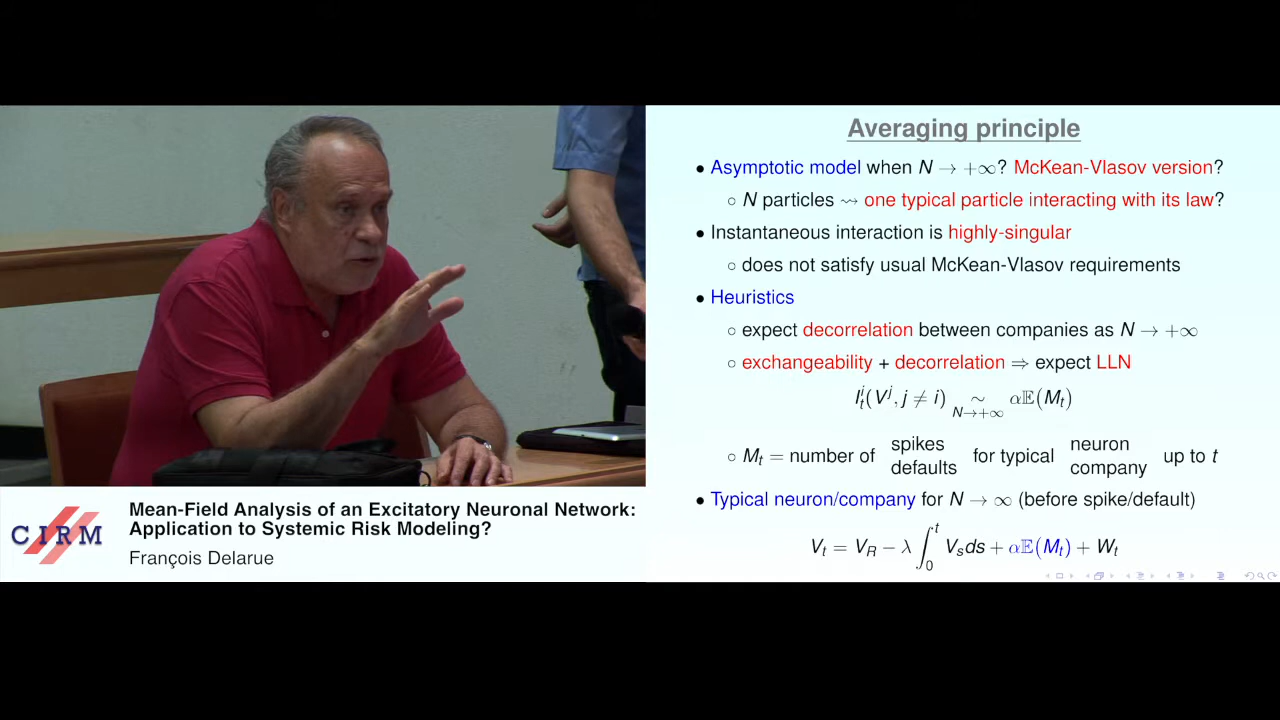 Averaging principle
• Asymptotic model when N → +∞? McKean-Vlasov version?
◦ N particles ⇝ one typical particle interacting with its law?
• Instantaneous interaction is highly-singular
◦ does not satisfy usual McKean-Vlasov requirements
• Heuristics
◦ expect decorrelation between companies as N → +∞
◦ exchangeability + decorrelation ⇒ expect LLN
I_t^i(V^j, j ≠ i) ∼_{N→+∞} α𝔼(M_t)
◦ M_t = number of spikes defaults for typical neuron company up to t
• Typical neuron/company for N → ∞ (before spike/default)
V_t = V_R − λ ∫_0^t V_s ds + α𝔼(M_t) + W_t
CIRM
Mean-Field Analysis of an Excitatory Neuronal Network:
Application to Systemic Risk Modeling?
François Delarue